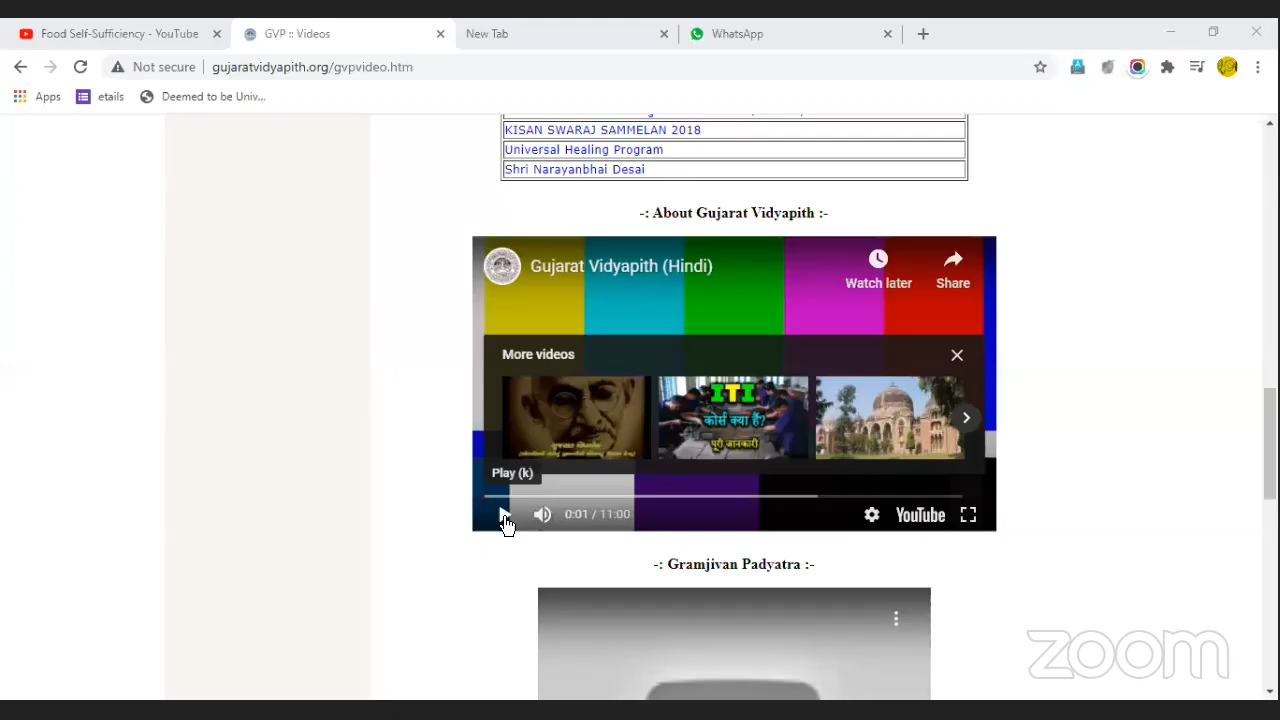 Food Self-Sufficiency - YouTube
GVP :: Videos
New Tab
WhatsApp
Not secure
gujaratvidyapith.org/gvpvideo.htm
Apps
etails
Deemed to be Univ...
KISAN SWARAJ SAMMELAN 2018
Universal Healing Program
Shri Narayanbhai Desai
-: About Gujarat Vidyapith :-
Gujarat Vidyapith (Hindi)
Watch later
Share
More videos
ITI
कोर्स क्या हैं?
पूरी जानकारी
Play (k)
0:01 / 11:00
YouTube
-: Gramjivan Padyatra :-
zoom